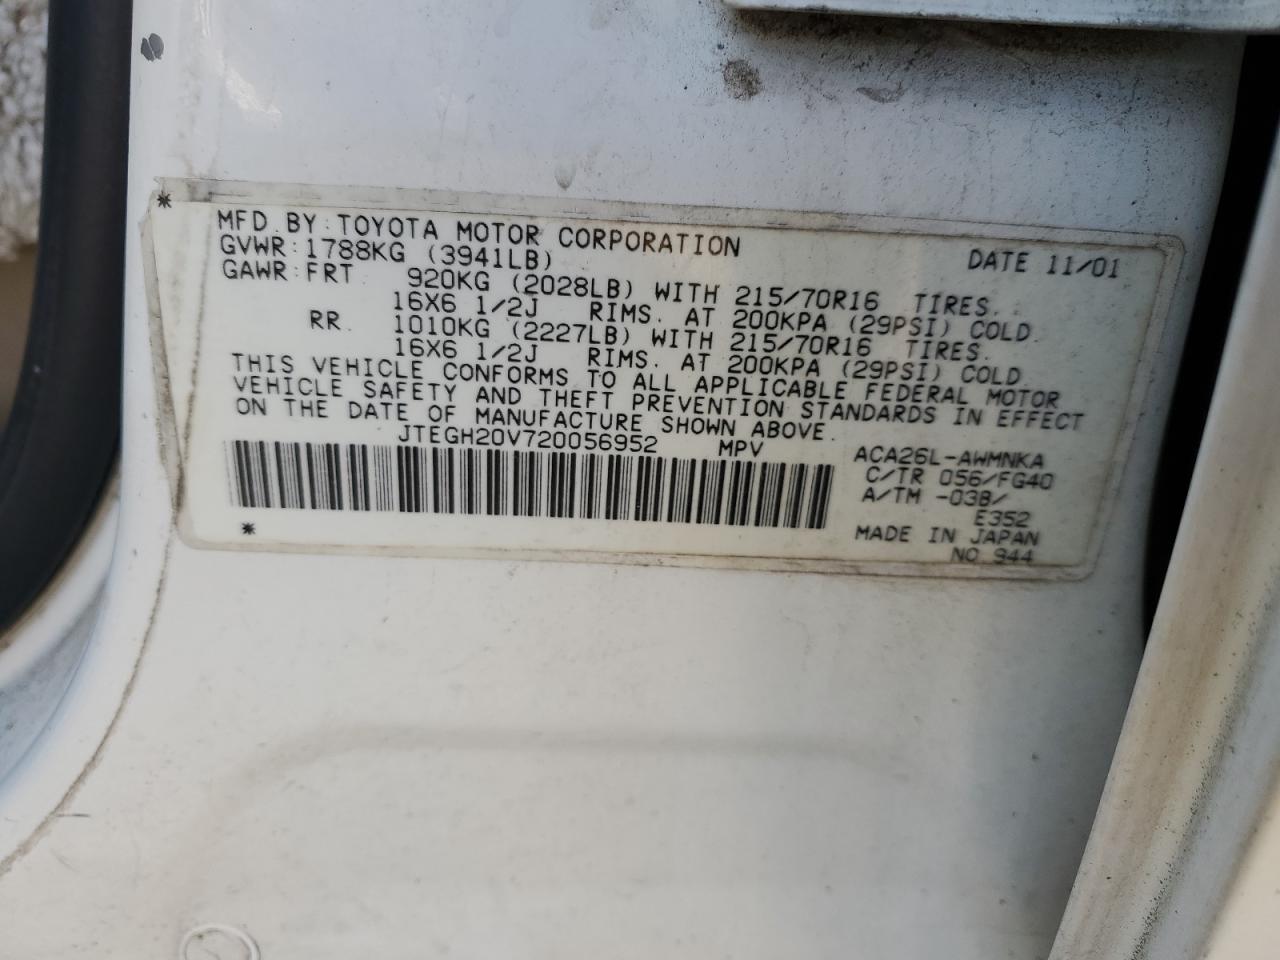 MFD. BY: TOYOTA MOTOR CORPORATION DATE 11/01
GVWR: 1788KG (3941LB)
GAWR: FRT 920KG (2028LB) WITH 215/70R16 TIRES.
16X6 1/2J RIMS. AT 200KPA (29PSI) COLD.
RR. 1010KG (2227LB) WITH 215/70R16 TIRES.
16X6 1/2J RIMS. AT 200KPA (29PSI) COLD
THIS VEHICLE CONFORMS TO ALL APPLICABLE FEDERAL MOTOR
VEHICLE SAFETY AND THEFT PREVENTION STANDARDS IN EFFECT
ON THE DATE OF MANUFACTURE SHOWN ABOVE.
JTEGH20V720056952 MPV
ACA26L-AWMNKA
C/TR 056/FG40
A/TM -03B/
E352
MADE IN JAPAN
NO 944